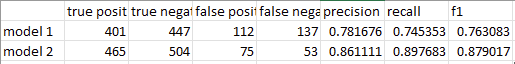 true posit true negat false posit false nega precision recall f1
model 1 401 447 112 137 0.781676 0.745353 0.763083
model 2 465 504 75 53 0.861111 0.897683 0.879017